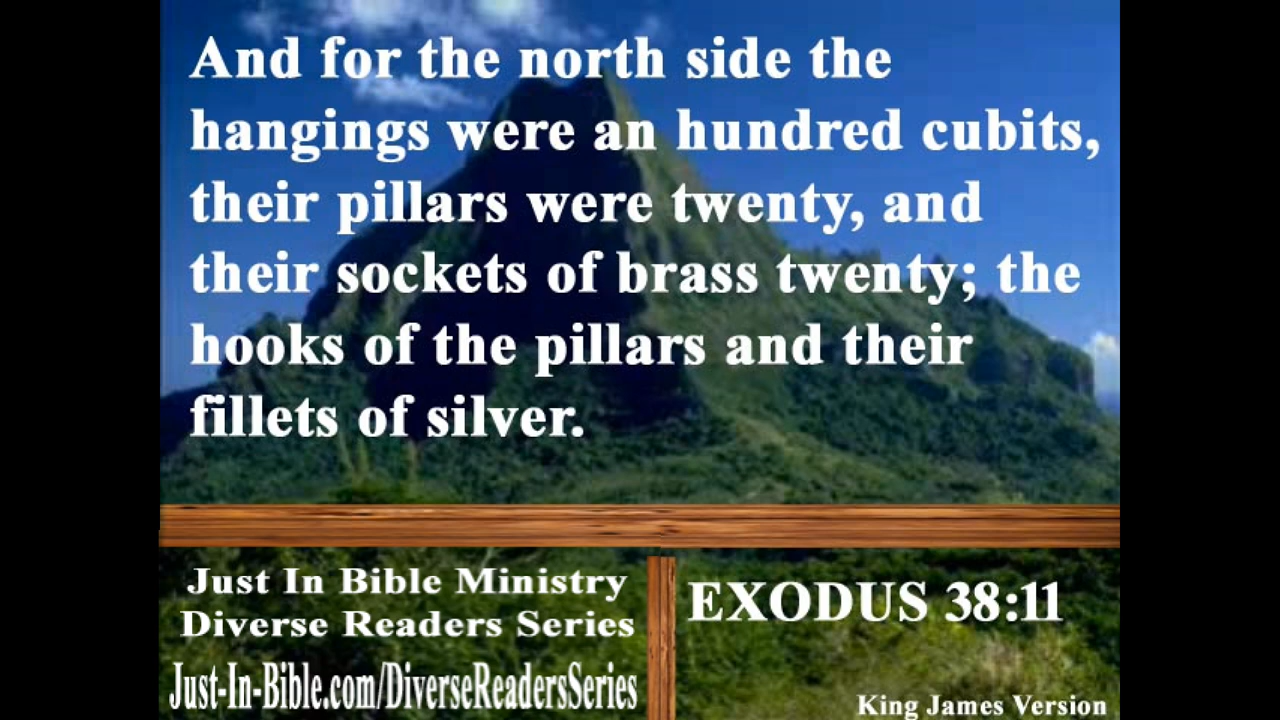 And for the north side the
hangings were an hundred cubits,
their pillars were twenty, and
their sockets of brass twenty; the
hooks of the pillars and their
fillets of silver.
Just In Bible Ministry
Diverse Readers Series
Just-In-Bible.com/DiverseReadersSeries
EXODUS 38:11
King James Version